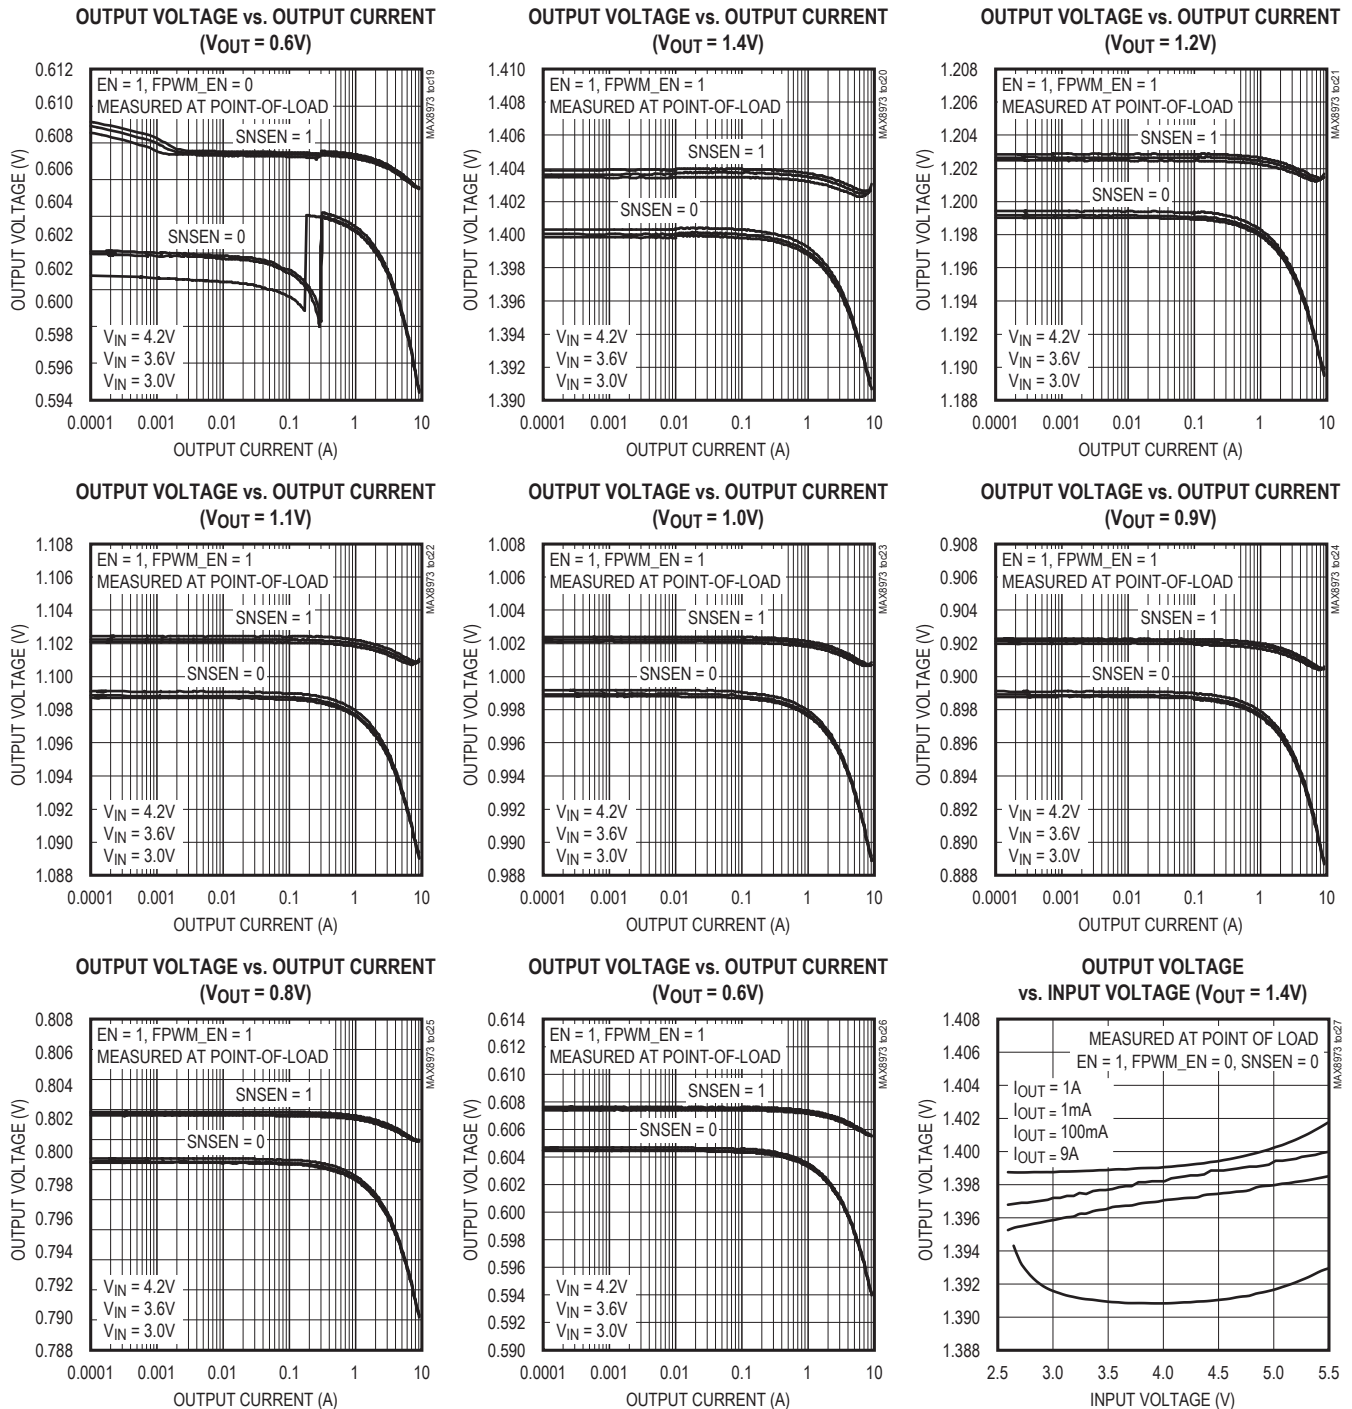 OUTPUT VOLTAGE vs. OUTPUT CURRENT
(VOUT = 0.6V)
0.612
0.610
0.608
0.606
0.604
0.602
0.602
0.600
0.598
0.596
0.594
OUTPUT VOLTAGE (V)
EN = 1, FPWM_EN = 0
MEASURED AT POINT-OF-LOAD
SNSEN = 1
SNSEN = 0
VIN = 4.2V
VIN = 3.6V
VIN = 3.0V
MAX8973 toc19
0.0001 0.001 0.01 0.1 1 10
OUTPUT CURRENT (A)
OUTPUT VOLTAGE vs. OUTPUT CURRENT
(VOUT = 1.4V)
1.410
1.408
1.406
1.404
1.402
1.400
1.398
1.396
1.394
1.390
1.390
OUTPUT VOLTAGE (V)
EN = 1, FPWM_EN = 1
MEASURED AT POINT-OF-LOAD
SNSEN = 1
SNSEN = 0
VIN = 4.2V
VIN = 3.6V
VIN = 3.0V
MAX8973 toc20
0.0001 0.001 0.01 0.1 1 10
OUTPUT CURRENT (A)
OUTPUT VOLTAGE vs. OUTPUT CURRENT
(VOUT = 1.2V)
1.208
1.206
1.204
1.202
1.200
1.198
1.196
1.194
1.192
1.190
1.188
OUTPUT VOLTAGE (V)
EN = 1, FPWM_EN = 1
MEASURED AT POINT-OF-LOAD
SNSEN = 1
SNSEN = 0
VIN = 4.2V
VIN = 3.6V
VIN = 3.0V
MAX8973 toc21
0.0001 0.001 0.01 0.1 1 10
OUTPUT CURRENT (A)
OUTPUT VOLTAGE vs. OUTPUT CURRENT
(VOUT = 1.1V)
1.108
1.106
1.104
1.102
1.100
1.098
1.096
1.094
1.092
1.090
1.088
OUTPUT VOLTAGE (V)
EN = 1, FPWM_EN = 1
MEASURED AT POINT-OF-LOAD
SNSEN = 1
SNSEN = 0
VIN = 4.2V
VIN = 3.6V
VIN = 3.0V
MAX8973 toc22
0.0001 0.001 0.01 0.1 1 10
OUTPUT CURRENT (A)
OUTPUT VOLTAGE vs. OUTPUT CURRENT
(VOUT = 1.0V)
1.008
1.006
1.004
1.002
1.000
0.998
0.996
0.994
0.992
0.990
0.988
OUTPUT VOLTAGE (V)
EN = 1, FPWM_EN = 1
MEASURED AT POINT-OF-LOAD
SNSEN = 1
SNSEN = 0
VIN = 4.2V
VIN = 3.6V
VIN = 3.0V
MAX8973 toc23
0.0001 0.001 0.01 0.1 1 10
OUTPUT CURRENT (A)
OUTPUT VOLTAGE vs. OUTPUT CURRENT
(VOUT = 0.9V)
0.908
0.906
0.904
0.902
0.900
0.898
0.896
0.894
0.892
0.890
0.888
OUTPUT VOLTAGE (V)
EN = 1, FPWM_EN = 1
MEASURED AT POINT-OF-LOAD
SNSEN = 1
SNSEN = 0
VIN = 4.2V
VIN = 3.6V
VIN = 3.0V
MAX8973 toc24
0.0001 0.001 0.01 0.1 1 10
OUTPUT CURRENT (A)
OUTPUT VOLTAGE vs. OUTPUT CURRENT
(VOUT = 0.8V)
0.808
0.806
0.804
0.802
0.800
0.798
0.796
0.794
0.792
0.790
0.788
OUTPUT VOLTAGE (V)
EN = 1, FPWM_EN = 1
MEASURED AT POINT-OF-LOAD
SNSEN = 1
SNSEN = 0
VIN = 4.2V
VIN = 3.6V
VIN = 3.0V
MAX8973 toc25
0.0001 0.001 0.01 0.1 1 10
OUTPUT CURRENT (A)
OUTPUT VOLTAGE vs. OUTPUT CURRENT
(VOUT = 0.6V)
0.614
0.612
0.610
0.608
0.606
0.604
0.602
0.600
0.598
0.596
0.594
0.592
0.590
OUTPUT VOLTAGE (V)
EN = 1, FPWM_EN = 1
MEASURED AT POINT-OF-LOAD
SNSEN = 1
SNSEN = 0
VIN = 4.2V
VIN = 3.6V
VIN = 3.0V
MAX8973 toc26
0.0001 0.001 0.01 0.1 1 10
OUTPUT CURRENT (A)
OUTPUT VOLTAGE
vs. INPUT VOLTAGE (VOUT = 1.4V)
1.408
1.406
1.404
1.402
1.400
1.398
1.396
1.394
1.392
1.390
1.388
OUTPUT VOLTAGE (V)
MEASURED AT POINT OF LOAD
EN = 1, FPWM_EN = 0, SNSEN = 0
IOUT = 1A
IOUT = 1mA
IOUT = 100mA
IOUT = 9A
MAX8973 toc27
2.5 3.0 3.5 4.0 4.5 5.0 5.5
INPUT VOLTAGE (V)